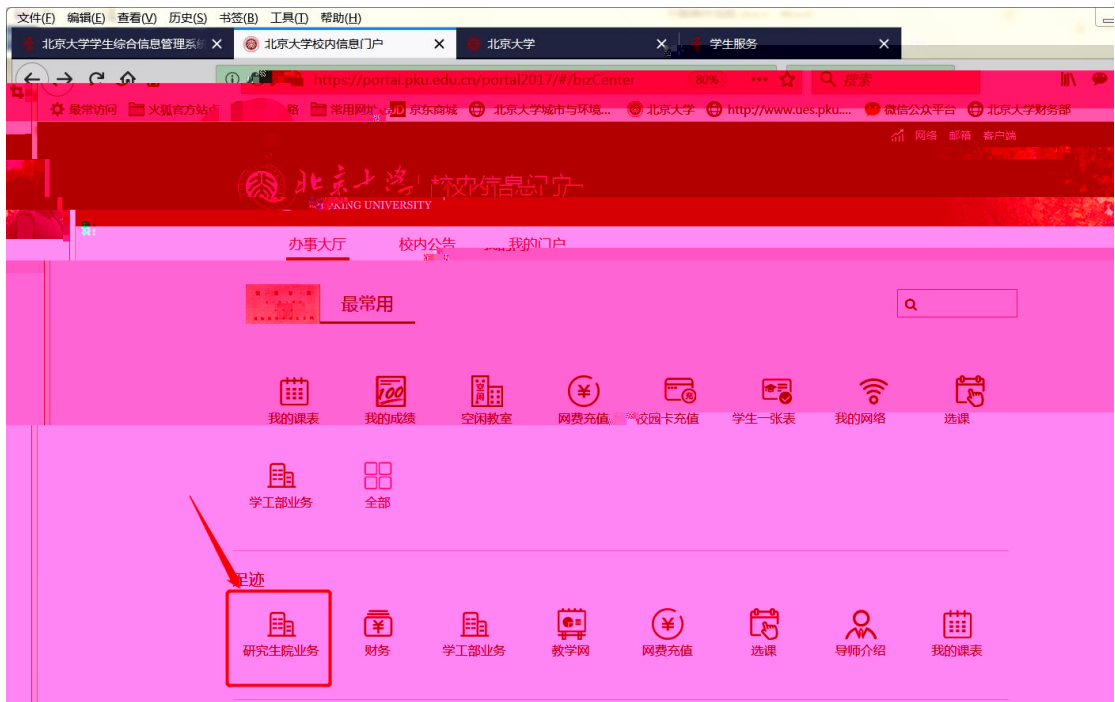 文件(F) 编辑(E) 查看(V) 历史(S) 书签(B) 工具(T) 帮助(H)
北京大学学生综合信息管理系统 北京大学校内信息门户 北京大学 学生服务
https://portal.pku.edu.cn/portal2017/#/bizCenter 80% 搜索
最常访问 火狐官方站点 常用网址 京东商城 北京大学城市与环境... 北京大学 http://www.ues.pku.... 微信公众平台 北京大学财务部
网络 邮箱 客户端
北京大学 校内信息门户
PEKING UNIVERSITY
办事大厅 校内公告 我的门户
最常用
我的课表 我的成绩 空闲教室 网费充值 校园卡充值 学生一张表 我的网络 选课
学工部业务 全部
足迹
研究生院业务 财务 学工部业务 教学网 网费充值 选课 导师介绍 我的课表